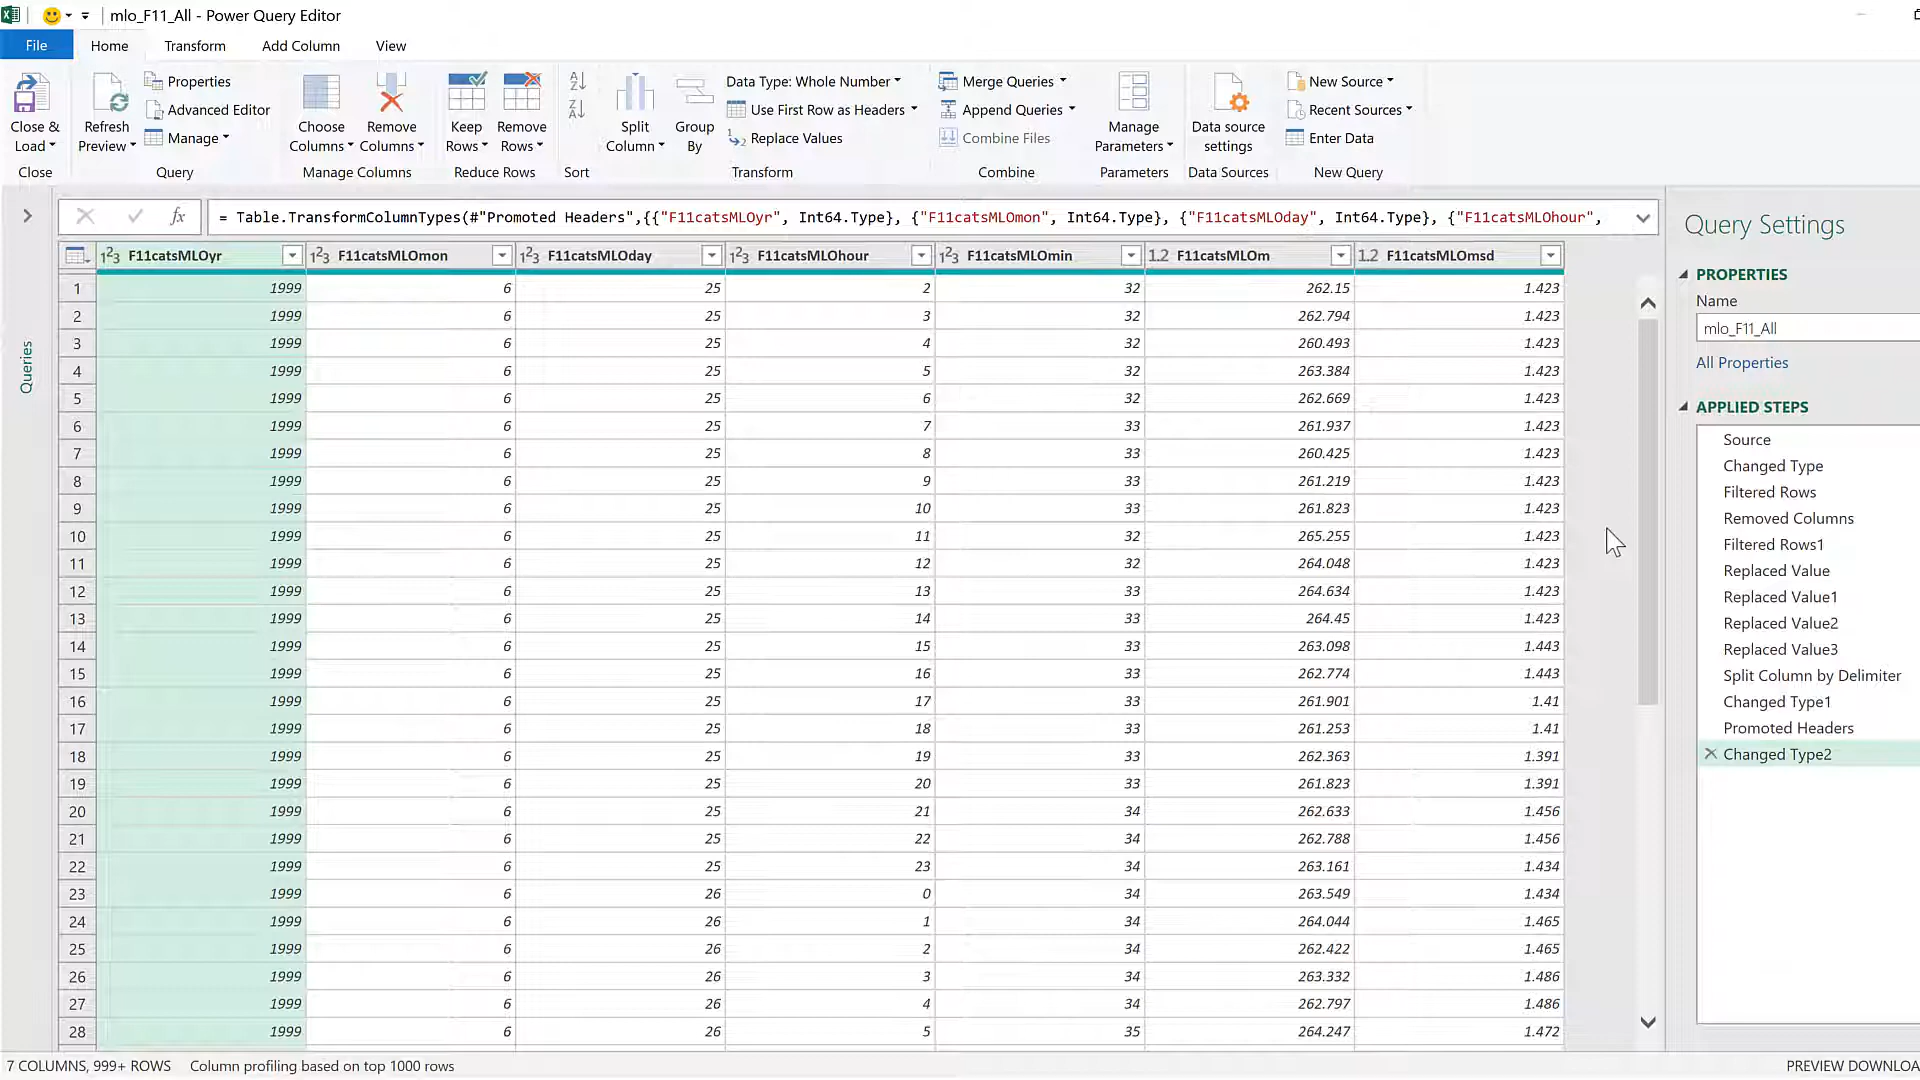 mlo_F11_All - Power Query Editor
File Home Transform Add Column View
Close & Load
Refresh Preview
Properties
Advanced Editor
Manage
Choose Columns
Remove Columns
Keep Rows
Remove Rows
Split Column
Group By
Data Type: Whole Number
Use First Row as Headers
Replace Values
Merge Queries
Append Queries
Combine Files
Manage Parameters
Data source settings
New Source
Recent Sources
Enter Data
Close Query Manage Columns Reduce Rows Sort Transform Combine Parameters Data Sources New Query
fx = Table.TransformColumnTypes(#"Promoted Headers",{{"F11catsMLOyr", Int64.Type}, {"F11catsMLOmon", Int64.Type}, {"F11catsMLOday", Int64.Type}, {"F11catsMLOhour",
Queries
123 F11catsMLOyr 123 F11catsMLOmon 123 F11catsMLOday 123 F11catsMLOhour 123 F11catsMLOmin 1.2 F11catsMLOm 1.2 F11catsMLOmsd
1 1999 6 25 2 32 262.15 1.423
2 1999 6 25 3 32 262.794 1.423
3 1999 6 25 4 32 260.493 1.423
4 1999 6 25 5 32 263.384 1.423
5 1999 6 25 6 32 262.669 1.423
6 1999 6 25 7 33 261.937 1.423
7 1999 6 25 8 33 260.425 1.423
8 1999 6 25 9 33 261.219 1.423
9 1999 6 25 10 33 261.823 1.423
10 1999 6 25 11 32 265.255 1.423
11 1999 6 25 12 32 264.048 1.423
12 1999 6 25 13 33 264.634 1.423
13 1999 6 25 14 33 264.45 1.423
14 1999 6 25 15 33 263.098 1.443
15 1999 6 25 16 33 262.774 1.443
16 1999 6 25 17 33 261.901 1.41
17 1999 6 25 18 33 261.253 1.41
18 1999 6 25 19 33 262.363 1.391
19 1999 6 25 20 33 261.823 1.391
20 1999 6 25 21 34 262.633 1.456
21 1999 6 25 22 34 262.788 1.456
22 1999 6 25 23 34 263.161 1.434
23 1999 6 26 0 34 263.549 1.434
24 1999 6 26 1 34 264.044 1.465
25 1999 6 26 2 34 262.422 1.465
26 1999 6 26 3 34 263.332 1.486
27 1999 6 26 4 34 262.797 1.486
28 1999 6 26 5 35 264.247 1.472
Query Settings
PROPERTIES
Name
mlo_F11_All
All Properties
APPLIED STEPS
Source
Changed Type
Filtered Rows
Removed Columns
Filtered Rows1
Replaced Value
Replaced Value1
Replaced Value2
Replaced Value3
Split Column by Delimiter
Changed Type1
Promoted Headers
Changed Type2
7 COLUMNS, 999+ ROWS Column profiling based on top 1000 rows PREVIEW DOWNLOA